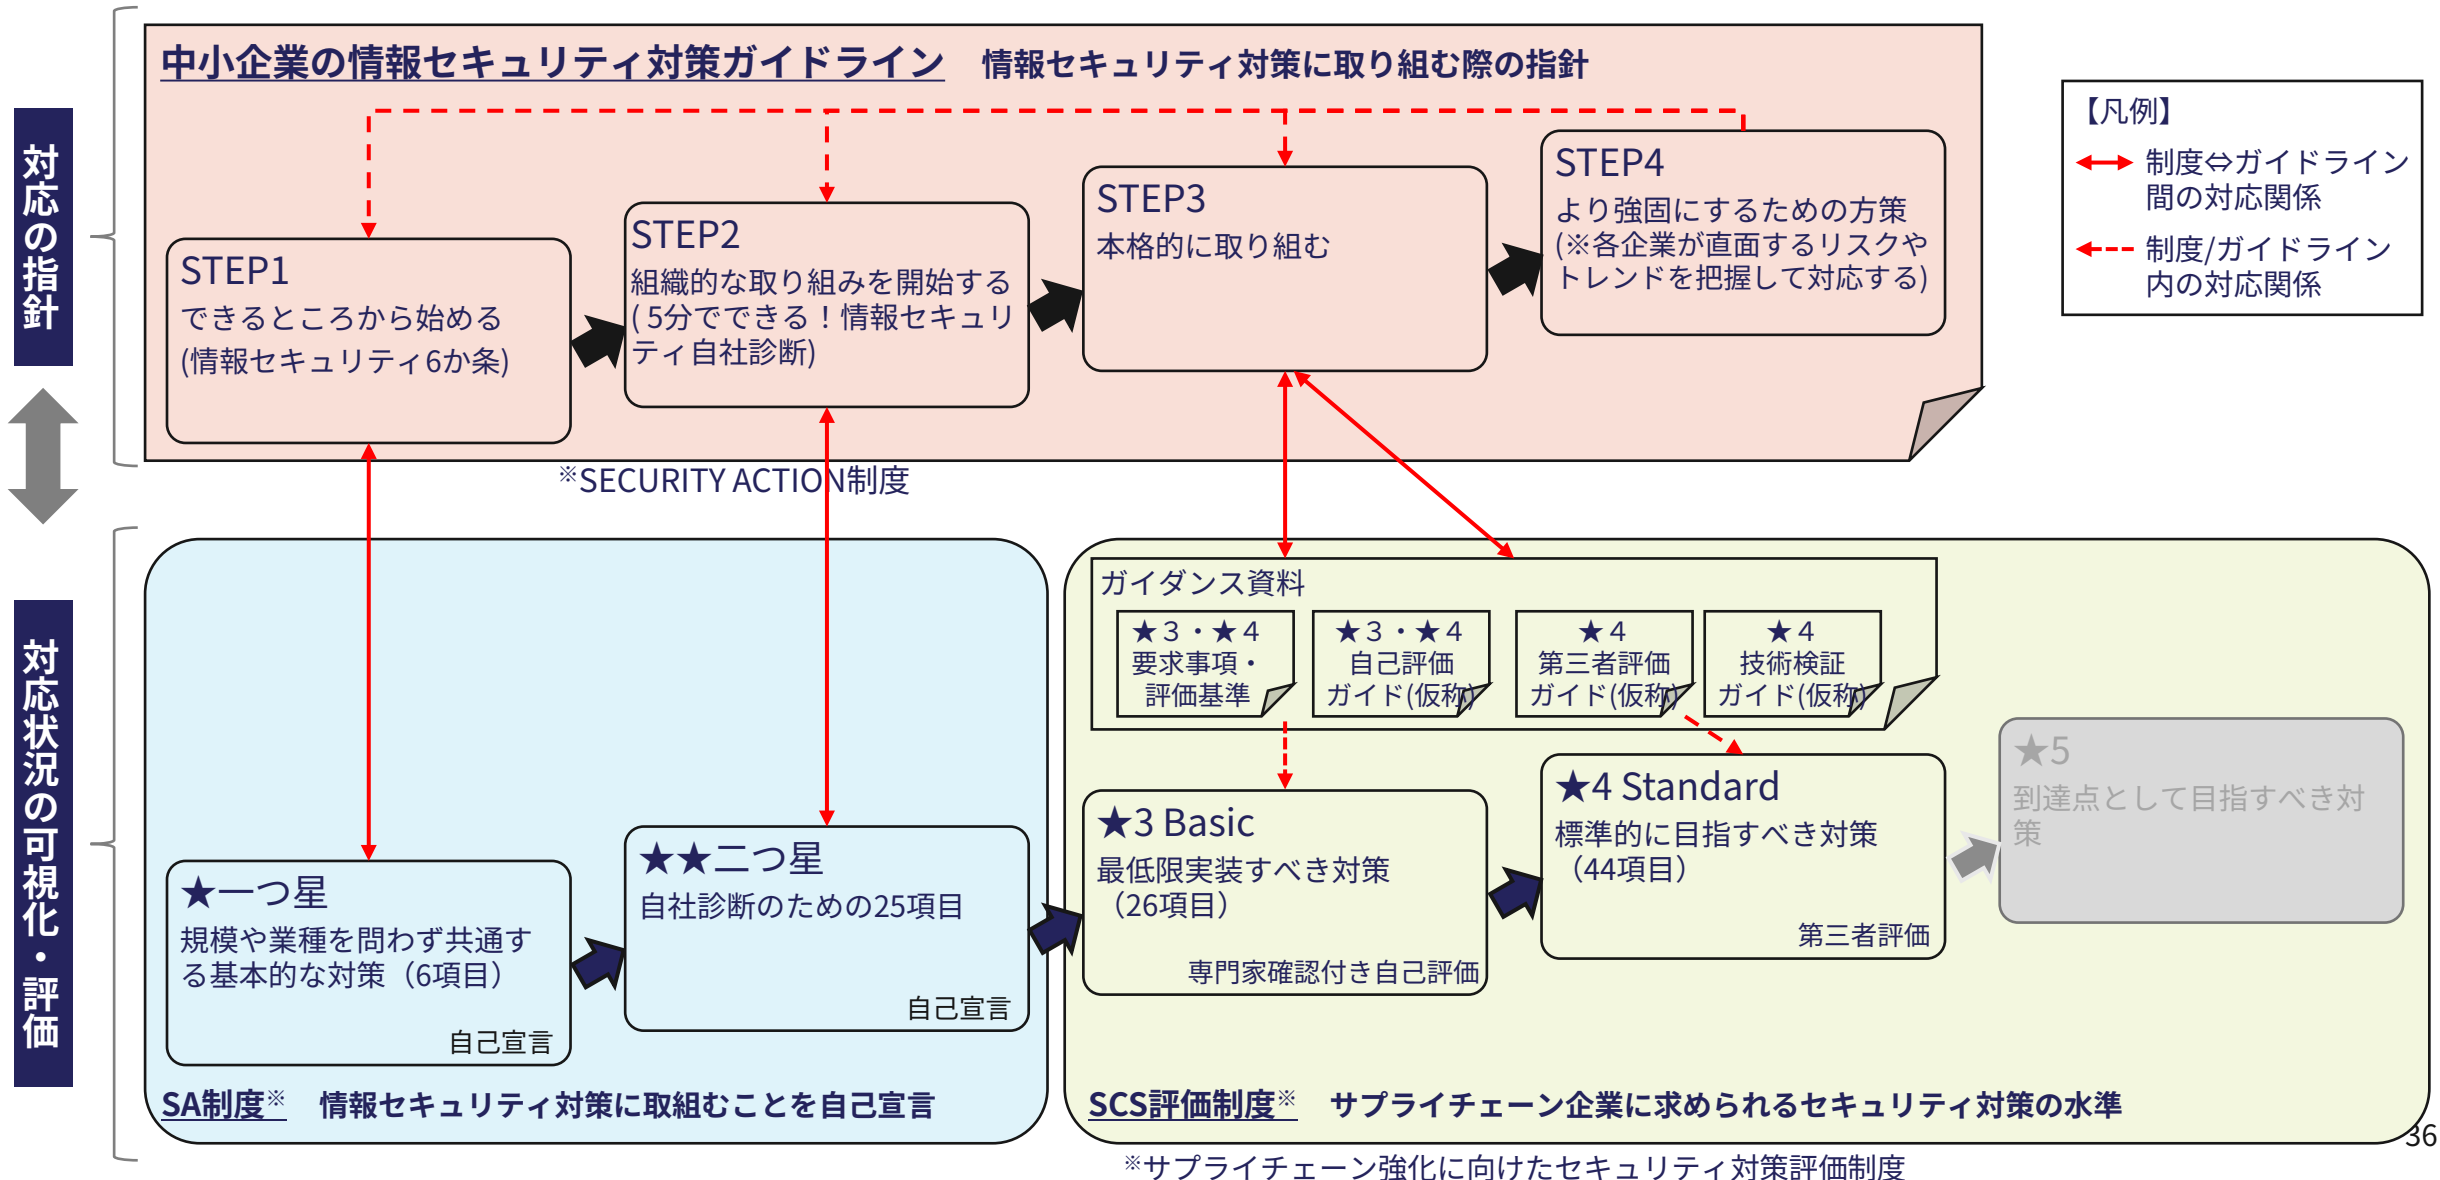 中小企業の情報セキュリティ対策ガイドライン 情報セキュリティ対策に取り組む際の指針
対応の指針
STEP1
できるところから始める
(情報セキュリティ6か条)
STEP2
組織的な取り組みを開始する
( 5分でできる！情報セキュリ
ティ自社診断)
STEP3
本格的に取り組む
STEP4
より強固にするための方策
(※各企業が直面するリスクや
トレンドを把握して対応する)
【凡例】
制度⇔ガイドライン
間の対応関係
制度/ガイドライン
内の対応関係
※SECURITY ACTION制度
対応状況の可視化・評価
★一つ星
規模や業種を問わず共通す
る基本的な対策（6項目）
自己宣言
★★二つ星
自社診断のための25項目
自己宣言
SA制度※ 情報セキュリティ対策に取組むことを自己宣言
ガイダンス資料
★３・★４
要求事項・
評価基準
★３・★４
自己評価
ガイド(仮称)
★４
第三者評価
ガイド(仮称)
★４
技術検証
ガイド(仮称)
★3 Basic
最低限実装すべき対策
（26項目）
専門家確認付き自己評価
★4 Standard
標準的に目指すべき対策
（44項目）
第三者評価
★5
到達点として目指すべき対
策
SCS評価制度※ サプライチェーン企業に求められるセキュリティ対策の水準
36
※サプライチェーン強化に向けたセキュリティ対策評価制度